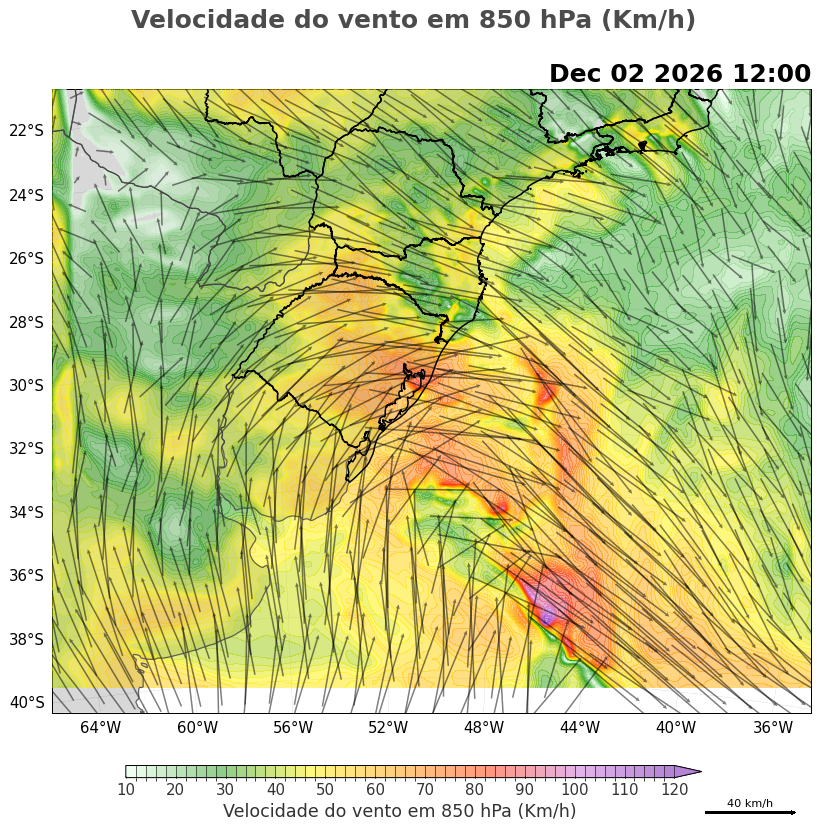 Velocidade do vento em 850 hPa (Km/h)
Dec 02 2026 12:00
22°S
24°S
26°S
28°S
30°S
32°S
34°S
36°S
38°S
40°S
64°W 60°W 56°W 52°W 48°W 44°W 40°W 36°W
10 20 30 40 50 60 70 80 90 100 110 120
Velocidade do vento em 850 hPa (Km/h)
40 km/h